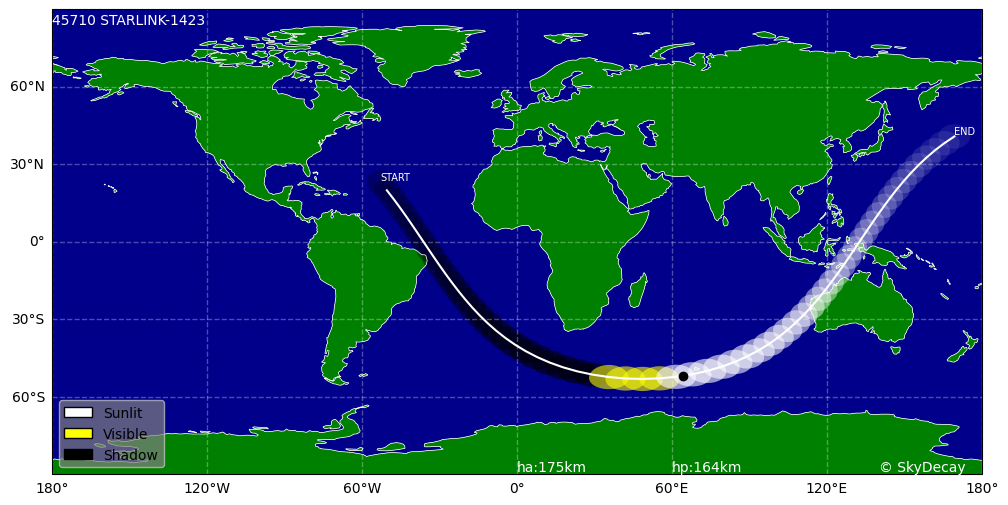 45710 STARLINK-1423
60°N
30°N
0°
30°S
60°S
START
END
Sunlit
Visible
Shadow
ha:175km
hp:164km
© SkyDecay
180°
120°W
60°W
0°
60°E
120°E
180°